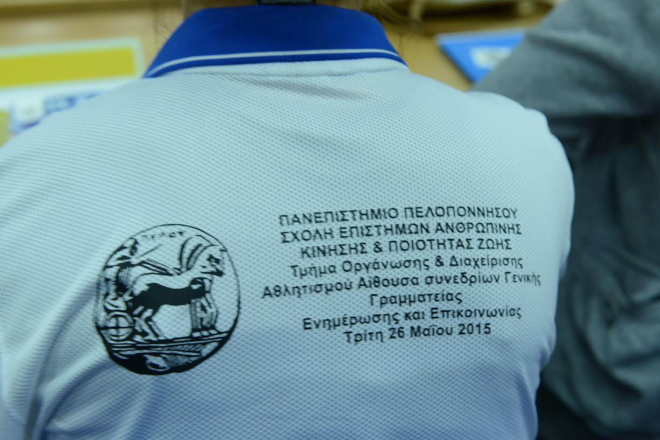 ΠΑΝΕΠΙΣΤΗΜΙΟ ΠΕΛΟΠΟΝΝΗΣΟΥ
ΣΧΟΛΗ ΕΠΙΣΤΗΜΩΝ ΑΝΘΡΩΠΙΝΗΣ
ΚΙΝΗΣΗΣ & ΠΟΙΟΤΗΤΑΣ ΖΩΗΣ
Τμήμα Οργάνωσης & Διαχείρισης
Αθλητισμού Αίθουσα συνεδρίων Γενικής
Γραμματείας
Ενημέρωσης και Επικοινωνίας
Τρίτη 26 Μαΐου 2015